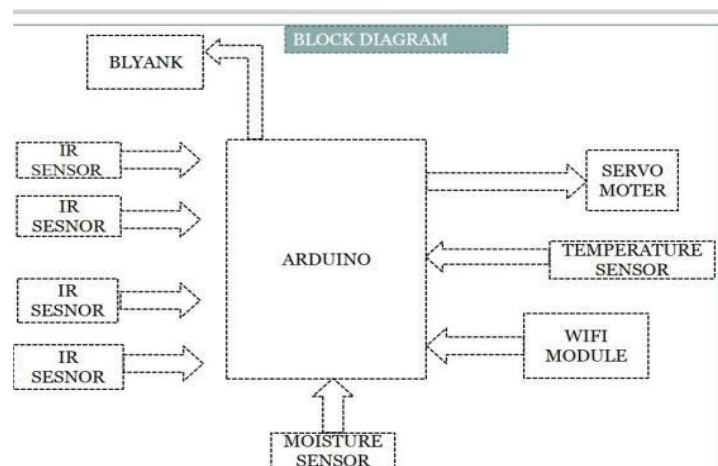 BLOCK DIAGRAM
BLYANK
IR
SENSOR
IR
SESNOR
IR
SESNOR
IR
SESNOR
ARDUINO
SERVO
MOTER
TEMPERATURE
SENSOR
WIFI
MODULE
MOISTURE
SENSOR